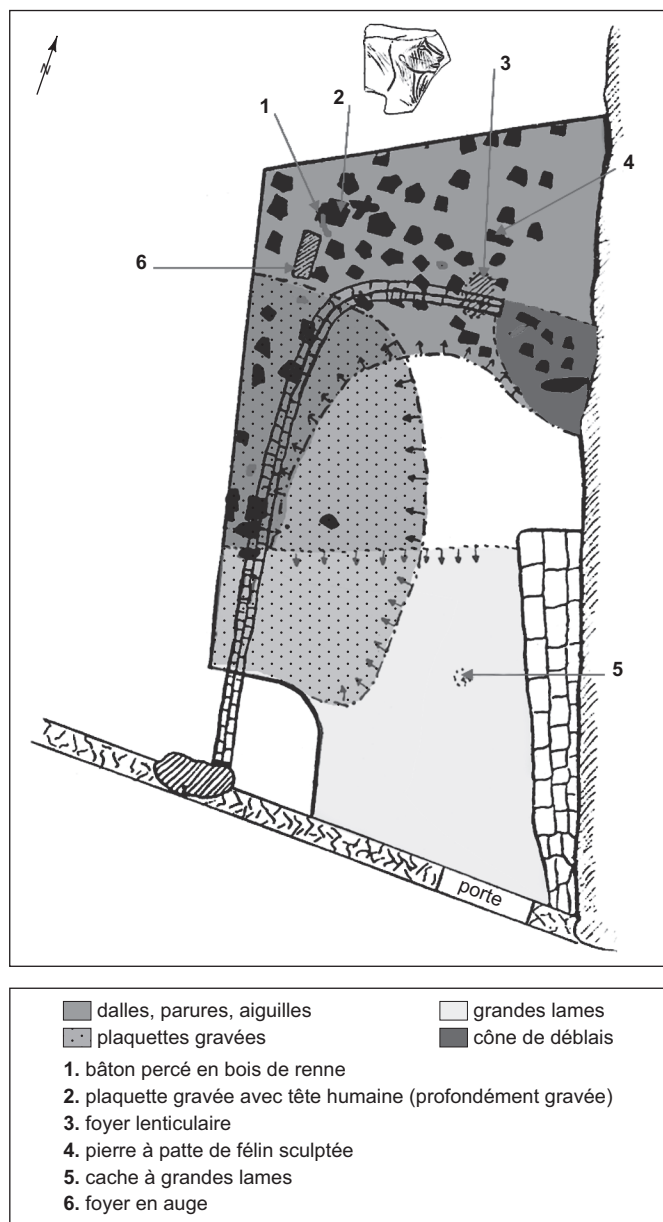 N
3
2
1
4
6
5
porte
dalles, parures, aiguilles
grandes lames
plaquettes gravées
cône de déblais
1. bâton percé en bois de renne
2. plaquette gravée avec tête humaine (profondément gravée)
3. foyer lenticulaire
4. pierre à patte de félin sculptée
5. cache à grandes lames
6. foyer en auge